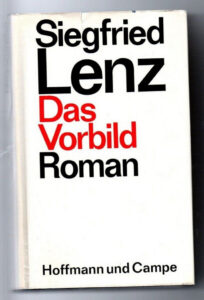 Siegfried
Lenz
Das
Vorbild
Roman
Hoffmann und Campe